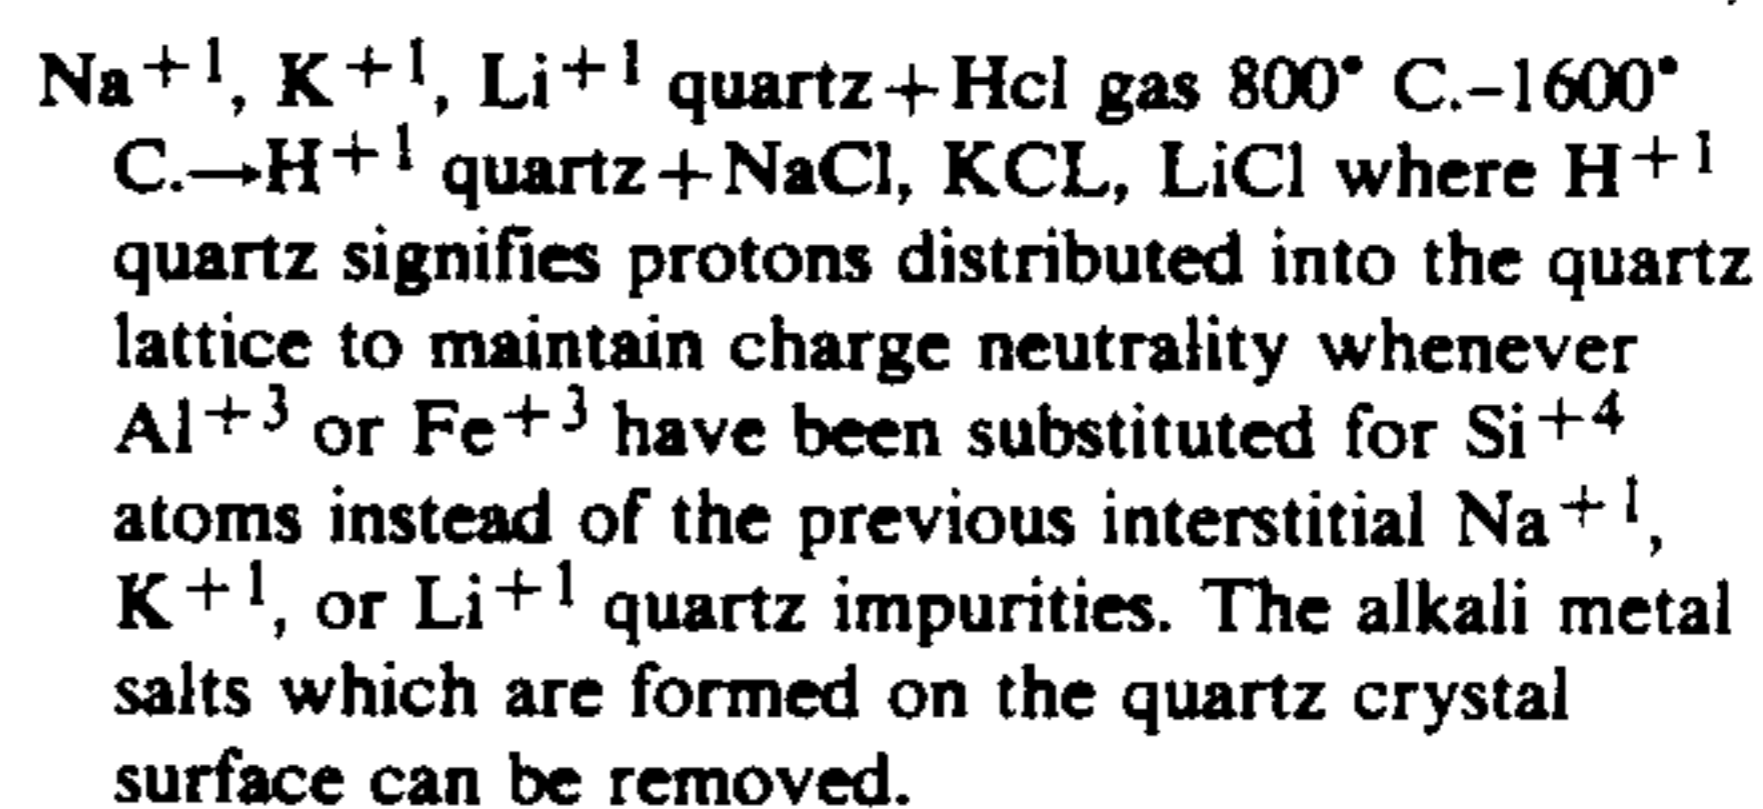 Na+1, K+1, Li+1 quartz+Hcl gas 800° C.-1600°
C.→H+1 quartz+NaCl, KCL, LiCl where H+1
quartz signifies protons distributed into the quartz
lattice to maintain charge neutrality whenever
Al+3 or Fe+3 have been substituted for Si+4
atoms instead of the previous interstitial Na+1,
K+1, or Li+1 quartz impurities. The alkali metal
salts which are formed on the quartz crystal
surface can be removed.